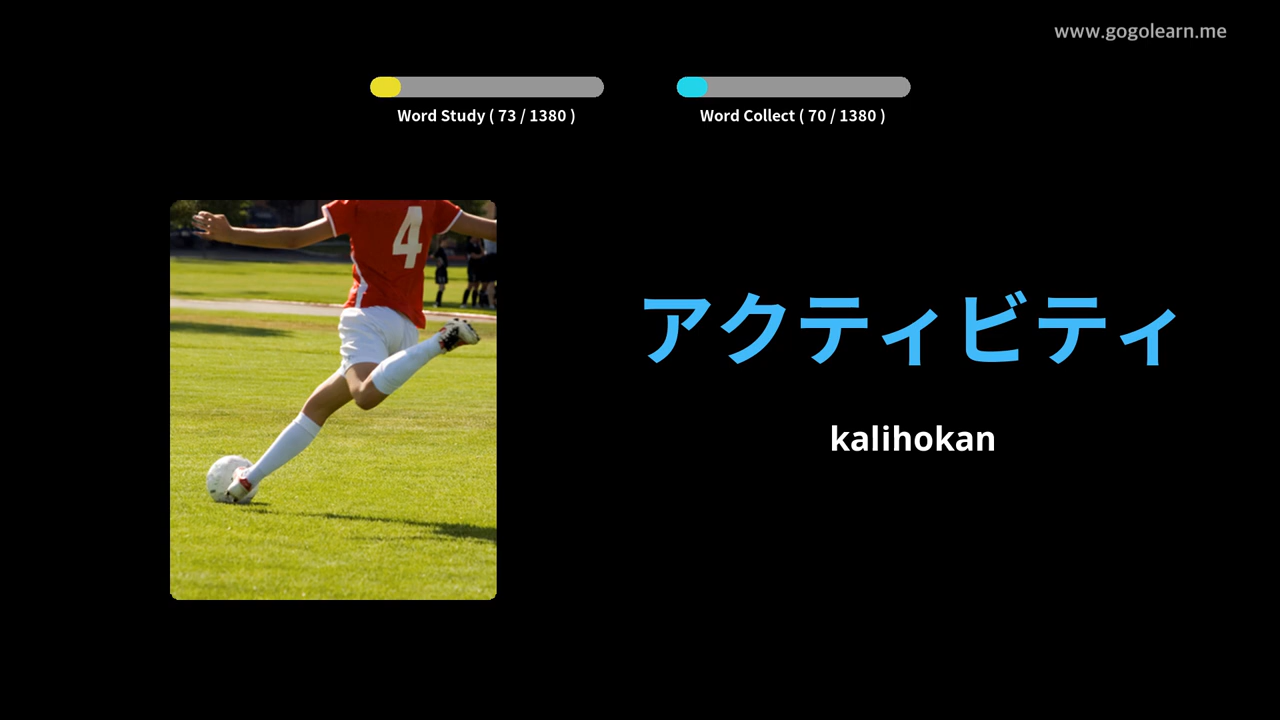 www.gogolearn.me
Word Study ( 73 / 1380 )
Word Collect ( 70 / 1380 )
4
アクティビティ
kalihokan